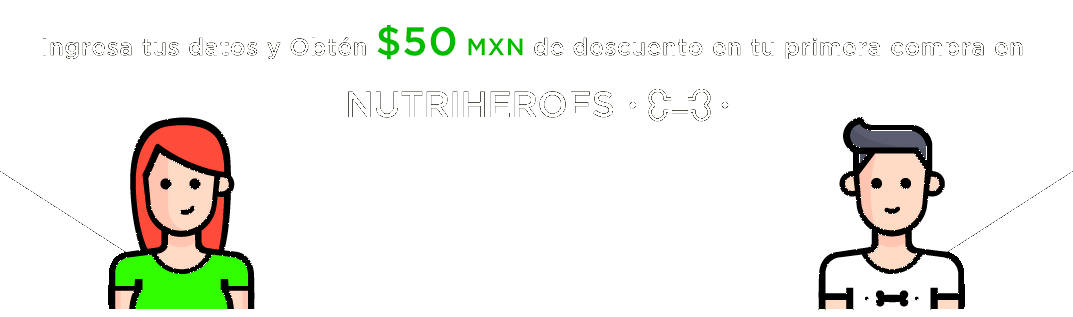 Ingresa tus datos y Obtén $50 MXN de descuento en tu primera compra en
NUTRIHEROES